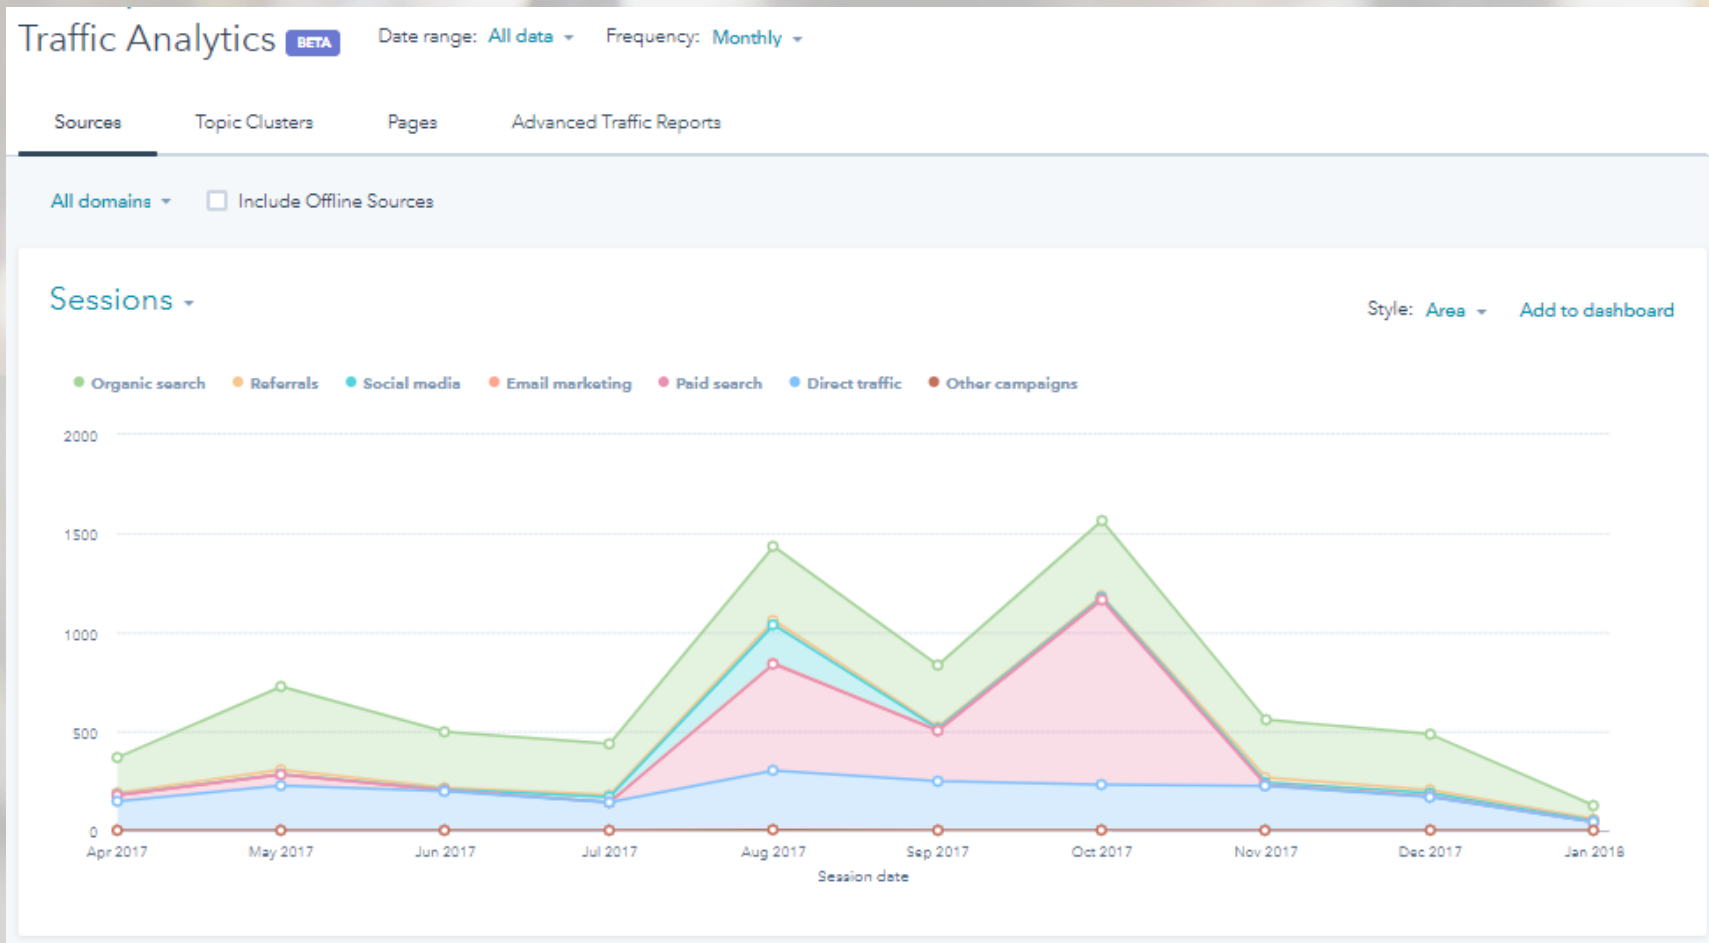 Traffic Analytics BETA Date range: All data Frequency: Monthly
Sources Topic Clusters Pages Advanced Traffic Reports
All domains Include Offline Sources
Sessions
Style: Area Add to dashboard
Organic search Referrals Social media Email marketing Paid search Direct traffic Other campaigns
2000
1500
1000
500
0
Apr 2017 May 2017 Jun 2017 Jul 2017 Aug 2017 Sep 2017 Oct 2017 Nov 2017 Dec 2017 Jan 2018
Session date